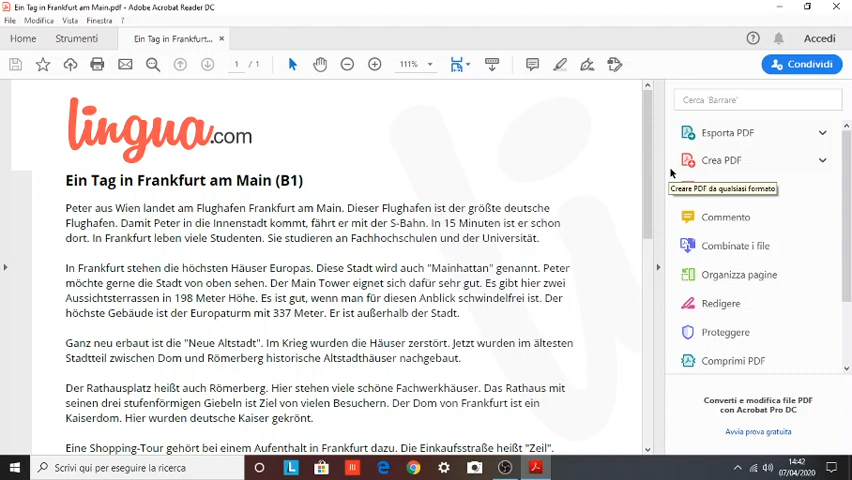 Ein Tag in Frankfurt am Main.pdf - Adobe Acrobat Reader DC
File Modifica Vista Finestra ?
Home Strumenti Ein Tag in Frankfurt... × Accedi
1 / 1 111% Condividi
lingua.com
Ein Tag in Frankfurt am Main (B1)
Peter aus Wien landet am Flughafen Frankfurt am Main. Dieser Flughafen ist der größte deutsche
Flughafen. Damit Peter in die Innenstadt kommt, fährt er mit der S-Bahn. In 15 Minuten ist er schon
dort. In Frankfurt leben viele Studenten. Sie studieren an Fachhochschulen und der Universität.
In Frankfurt stehen die höchsten Häuser Europas. Diese Stadt wird auch "Mainhattan" genannt. Peter
möchte gerne die Stadt von oben sehen. Der Main Tower eignet sich dafür sehr gut. Es gibt hier zwei
Aussichtsterrassen in 198 Meter Höhe. Es ist gut, wenn man für diesen Anblick schwindelfrei ist. Der
höchste Gebäude ist der Europaturm mit 337 Meter. Er ist außerhalb der Stadt.
Ganz neu erbaut ist die "Neue Altstadt". Im Krieg wurden die Häuser zerstört. Jetzt wurden im ältesten
Stadtteil zwischen Dom und Römerberg historische Altstadthäuser nachgebaut.
Der Rathausplatz heißt auch Römerberg. Hier stehen viele schöne Fachwerkhäuser. Das Rathaus mit
seinen drei stufenförmigen Giebeln ist Ziel von vielen Besuchern. Der Dom von Frankfurt ist ein
Kaiserdom. Hier wurden deutsche Kaiser gekrönt.
Eine Shopping-Tour gehört bei einem Aufenthalt in Frankfurt dazu. Die Einkaufsstraße heißt "Zeil".
Cerca 'Barrare'
Esporta PDF
Crea PDF
Creare PDF da qualsiasi formato
Commento
Combinate i file
Organizza pagine
Redigere
Proteggere
Comprimi PDF
Converti e modifica file PDF
con Acrobat Pro DC
Avvia prova gratuita
Scrivi qui per eseguire la ricerca
14:42
07/04/2020